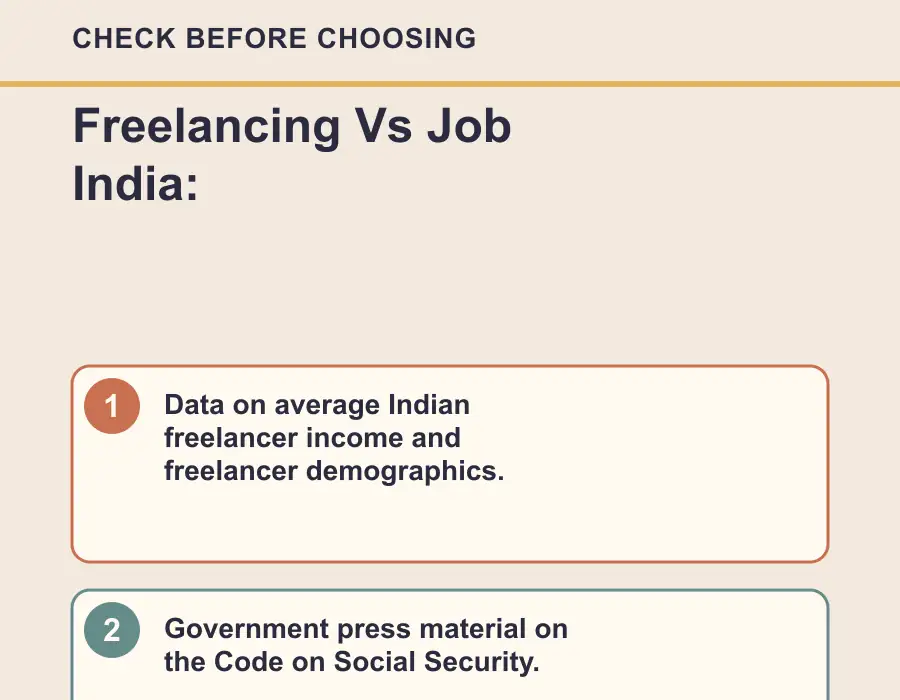 CHECK BEFORE CHOOSING
Freelancing Vs Job
India:
1
Data on average Indian
freelancer income and
freelancer demographics.
2
Government press material on
the Code on Social Security.